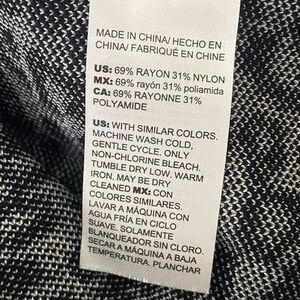 MADE IN CHINA/ HECHO EN
CHINA/ FABRIQUÉ EN CHINE
US: 69% RAYON 31% NYLON
MX: 69% rayón 31% poliamida
CA: 69% RAYONNE 31%
POLYAMIDE
US: WITH SIMILAR COLORS.
MACHINE WASH COLD,
GENTLE CYCLE. ONLY
NON-CHLORINE BLEACH.
TUMBLE DRY LOW. WARM
IRON. MAY BE DRY
CLEANED MX: CON
COLORES SIMILARES.
LAVAR A MÁQUINA CON
AGUA FRÍA EN CICLO
SUAVE. SOLAMENTE
BLANQUEADOR SIN CLORO.
SECAR A MÁQUINA A BAJA
TEMPERATURA. PLANCHAR